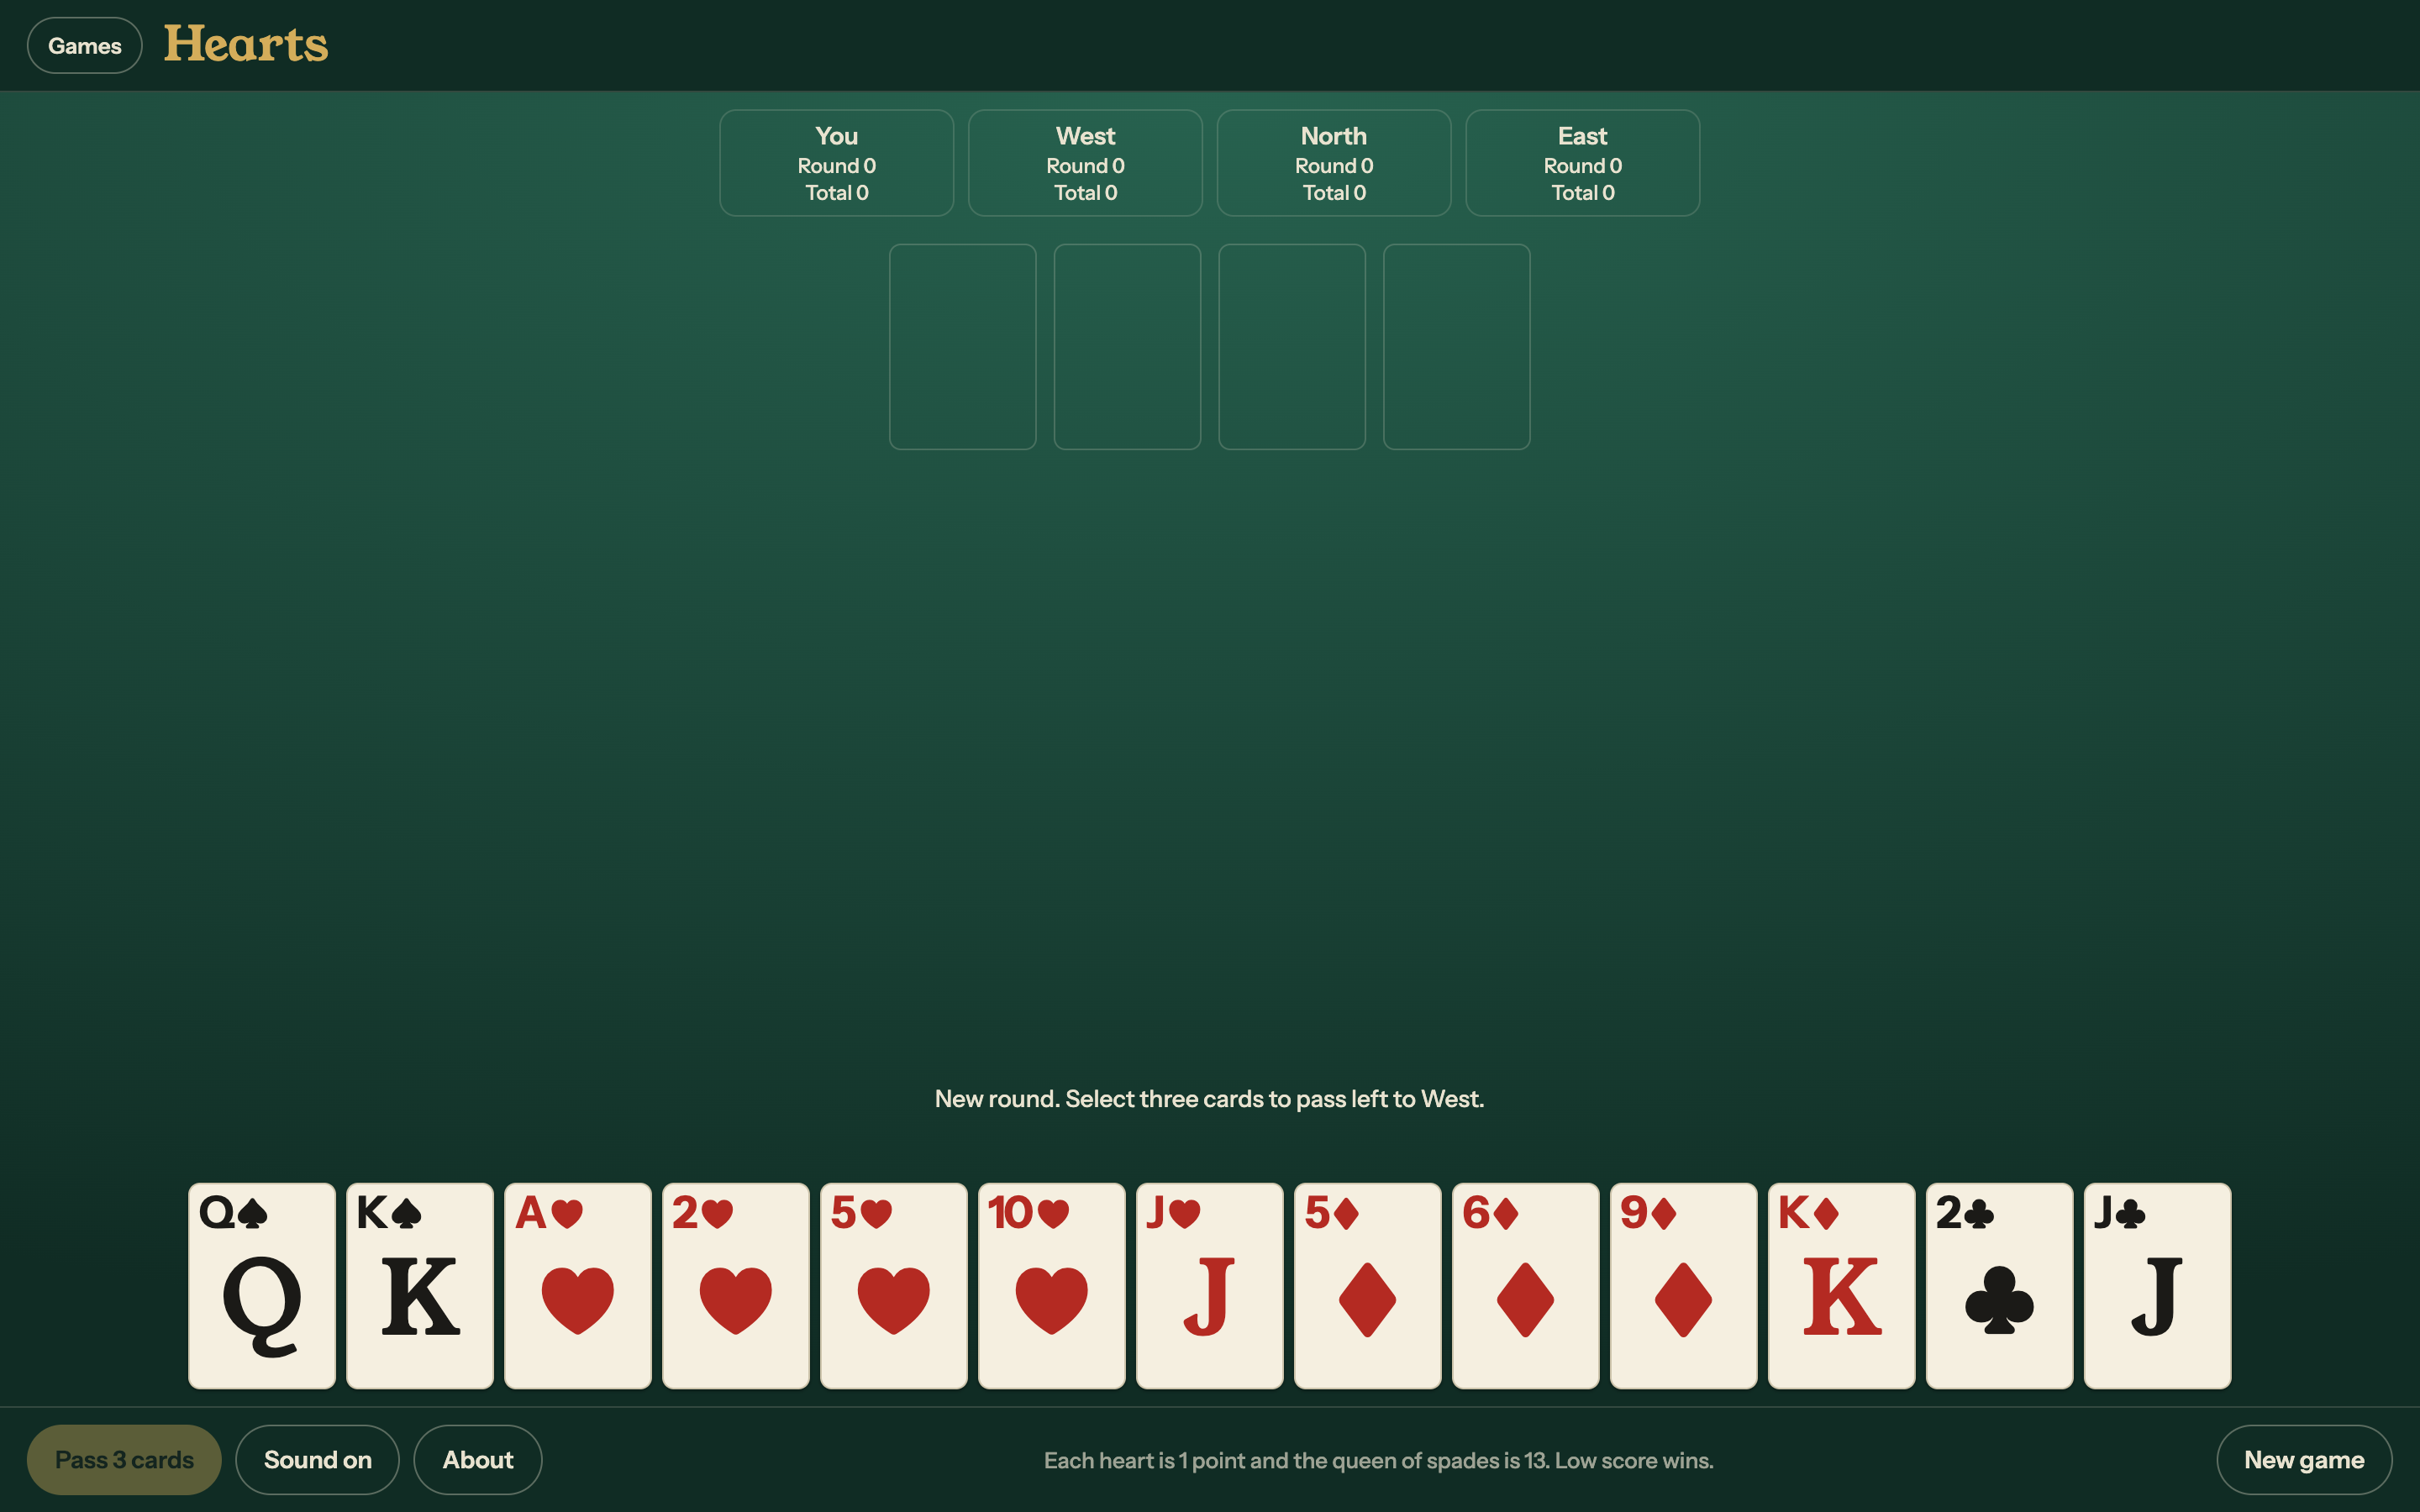 Games
Hearts
You
Round 0
Total 0
West
Round 0
Total 0
North
Round 0
Total 0
East
Round 0
Total 0
New round. Select three cards to pass left to West.
Q♠
Q
K♠
K
A♥
2♥
5♥
10♥
J♥
J
5♦
6♦
9♦
K♦
K
2♣
J♣
J
Pass 3 cards
Sound on
About
Each heart is 1 point and the queen of spades is 13. Low score wins.
New game